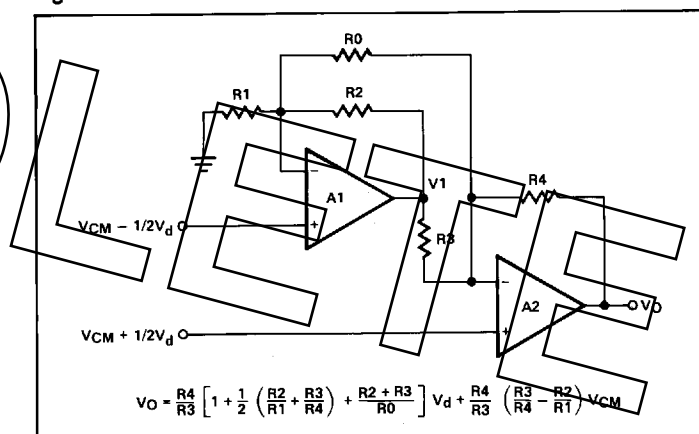 R0
R1
R2
V1
R4
A1
VCM − 1/2Vd
R3
A2
VO
VCM + 1/2Vd
VO = R4/R3 [1 + 1/2 (R2/R1 + R3/R4) + (R2 + R3)/R0] Vd + R4/R3 (R3/R4 − R2/R1) VCM